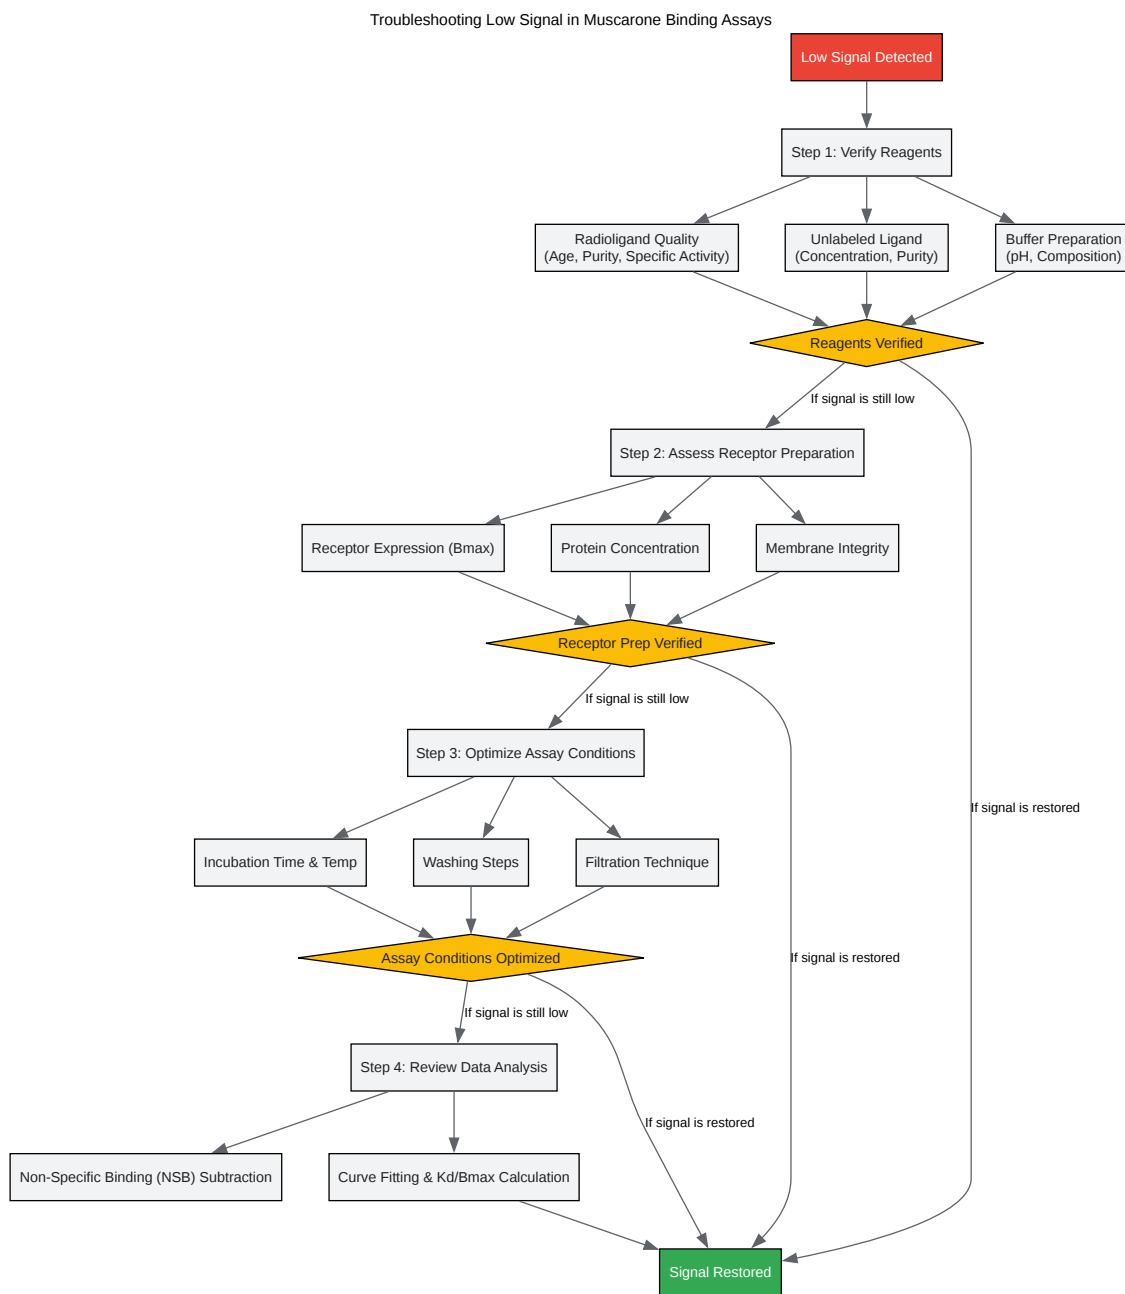 Troubleshooting Low Signal in Muscarone Binding Assays
Low Signal Detected
Step 1: Verify Reagents
Radioligand Quality
(Age, Purity, Specific Activity)
Unlabeled Ligand
(Concentration, Purity)
Buffer Preparation
(pH, Composition)
Reagents Verified
If signal is still low
Step 2: Assess Receptor Preparation
Receptor Expression (Bmax)
Protein Concentration
Membrane Integrity
Receptor Prep Verified
If signal is still low
Step 3: Optimize Assay Conditions
If signal is restored
Incubation Time & Temp
Washing Steps
Filtration Technique
Assay Conditions Optimized
If signal is restored
If signal is still low
Step 4: Review Data Analysis
If signal is restored
Non-Specific Binding (NSB) Subtraction
Curve Fitting & Kd/Bmax Calculation
Signal Restored